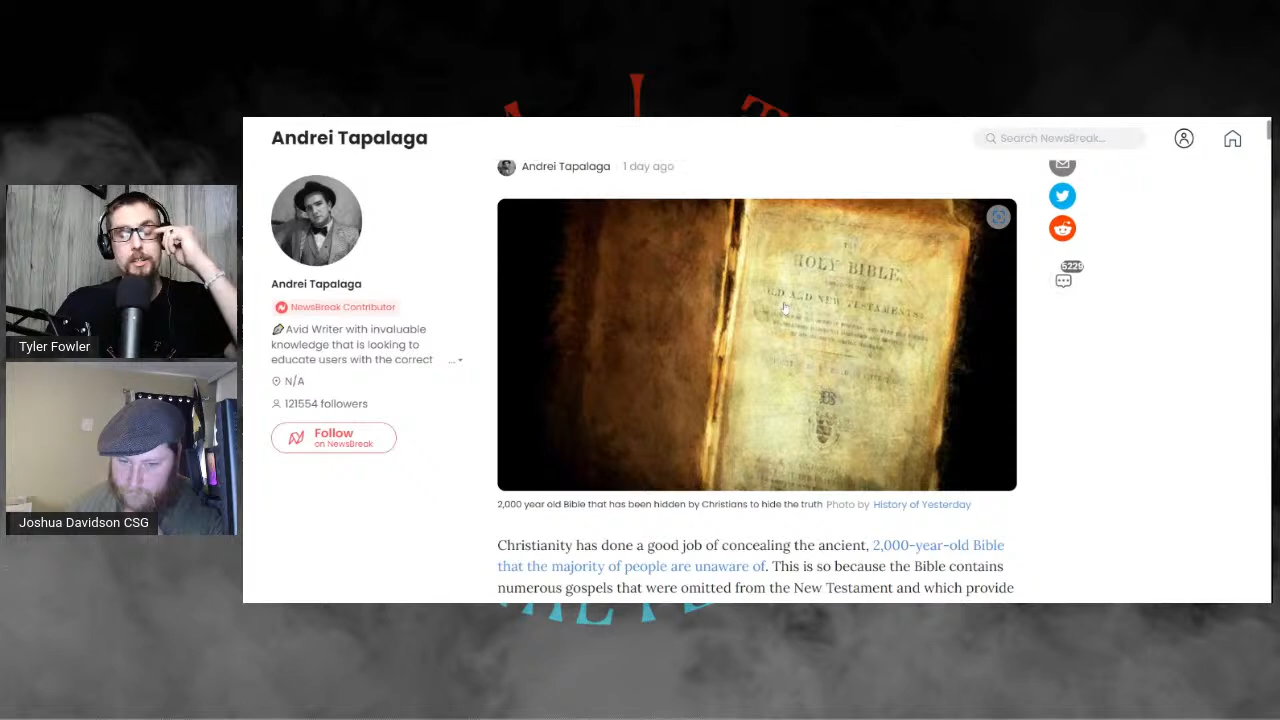 Andrei Tapalaga
Search NewsBreak...
Andrei Tapalaga 1 day ago
Andrei Tapalaga
NewsBreak Contributor
Avid Writer with invaluable
knowledge that is looking to
educate users with the correct ...
N/A
121554 followers
Follow
on NewsBreak
5229
THE
HOLY BIBLE,
OLD AND NEW TESTAMENTS:
2,000 year old Bible that has been hidden by Christians to hide the truth Photo by History of Yesterday
Christianity has done a good job of concealing the ancient, 2,000-year-old Bible
that the majority of people are unaware of. This is so because the Bible contains
numerous gospels that were omitted from the New Testament and which provide
Tyler Fowler
Joshua Davidson CSG